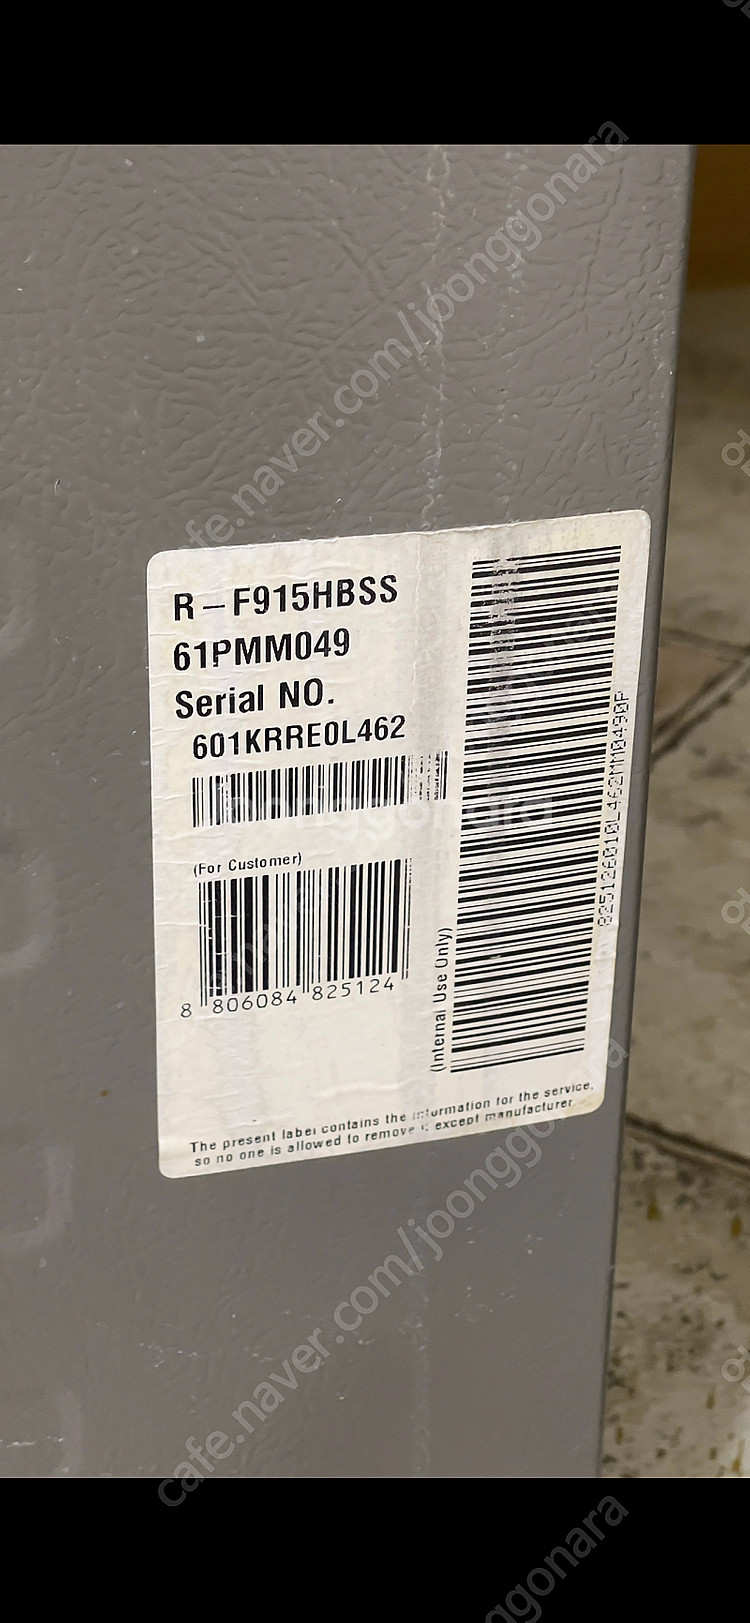 R-F915HBSS
61PMM049
Serial NO.
601KRRE0L462
(For Customer)
8 806084 825124
(Internal Use Only)
The present label contains the information for the service,
so no one is allowed to remove it except manufacturer.
cafe.naver.com/joonggonara
cafe.naver.com/joonggonara
joonggonara